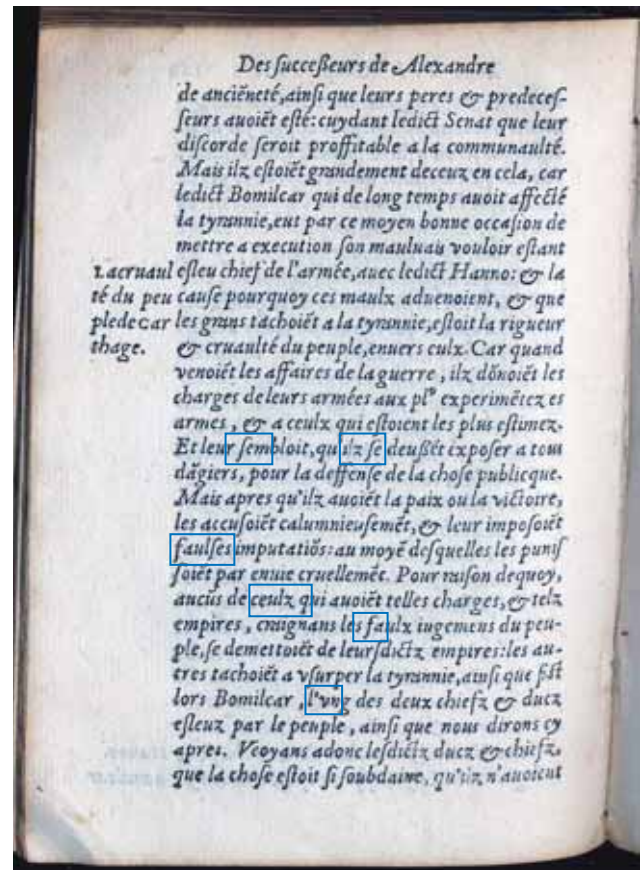 Des successeurs de Alexandre
de anciẽneté, ainsi que leurs peres & predeces-
seurs auoiẽt esté: cuydant ledict Senat que leur
discorde seroit proffitable a la communaulté.
Mais ilz estoiẽt grandement deceuz en cela, car
ledict Bomilcar qui de long temps auoit affecté
la tyrannie, eut par ce moyen bonne occasion de
mettre a execution son mauluais vouloir estant
esleu chief de l'armée, auec ledict Hanno: & la
cause pourquoy ces maulx aduenoient, & que
les grans tachoiẽt a la tyrannie, estoit la rigueur
& cruaulté du peuple, enuers eulx. Car quand
venoiẽt les affaires de la guerre, ilz dõnoiẽt les
charges de leurs armées aux plꝰ experimẽtez es
armes, & a ceulx qui estoient les plus estimez.
Et leur sembloit, qu'ilz se deussẽt exposer a tous
dãgiers, pour la deffense de la chose publicque.
Mais apres qu'ilz auoiẽt la paix ou la victoire,
les accusoiẽt calumnieusemẽt, & leur imposoiẽt
faulses imputatiõs: au moyẽ desquelles les punis
soiẽt par enuie cruellemẽt. Pour raison dequoy,
aucũs de ceulx qui auoiẽt telles charges, & telz
empires, craignans les faulx iugemens du peu-
ple, se demettoiẽt de leursdictz empires: les au-
tres tachoiẽt a vsurper la tyrannie, ainsi que fist
lors Bomilcar, l'vng des deux chiefz & ducz
esleuz par le peuple, ainsi que nous dirons cy
apres. Voyans adonc lesdictz ducz & chiefz,
que la chose estoit si soubdaine, qu'ilz n'auoient
Lacruaul
té du peu
pledecar
thage.